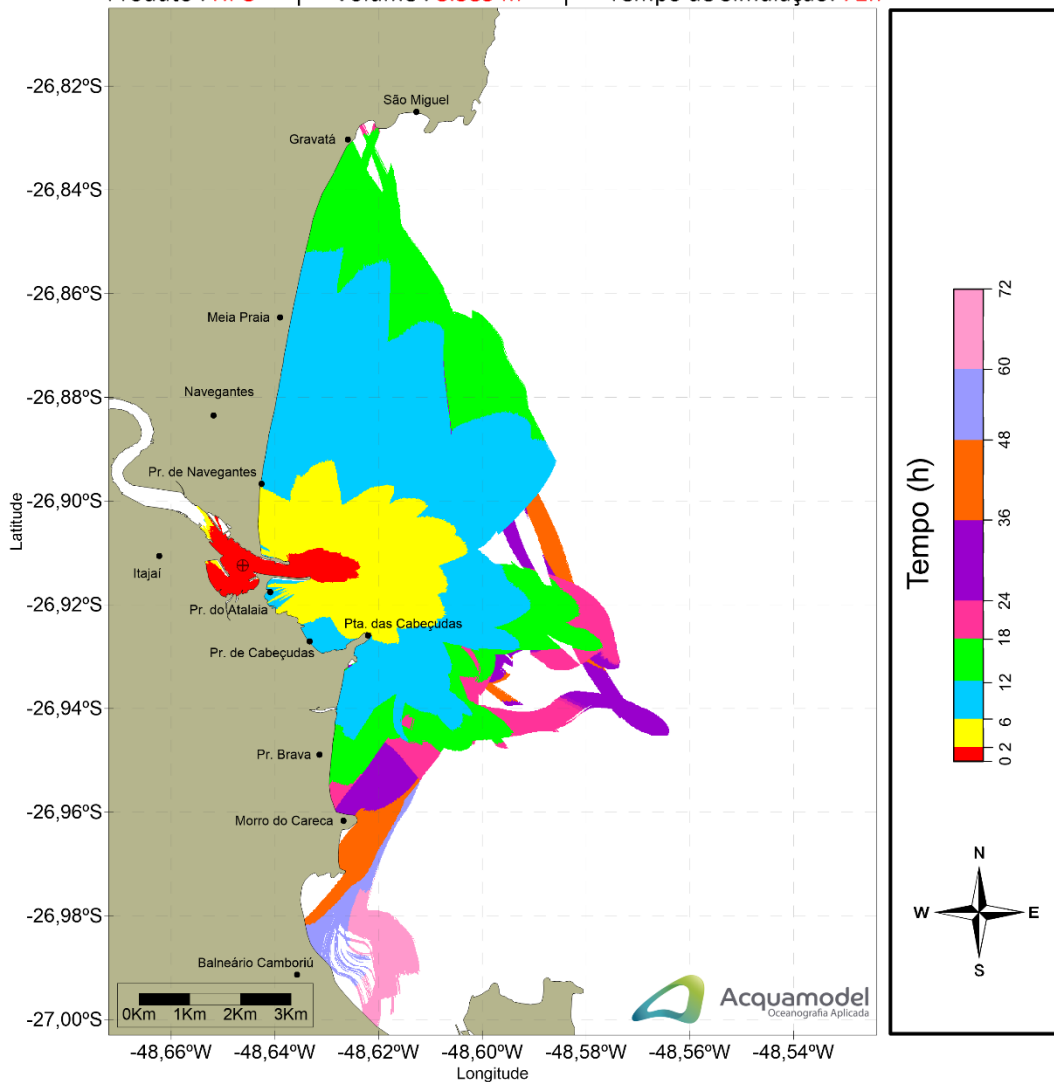 -26,82ºS
São Miguel
Gravatá
-26,84ºS
-26,86ºS
Meia Praia
-26,88ºS
Navegantes
Pr. de Navegantes
-26,90ºS
Latitude
Itajaí
-26,92ºS
Pr. do Atalaia
Pta. das Cabeçudas
Pr. de Cabeçudas
-26,94ºS
Pr. Brava
-26,96ºS
Morro do Careca
-26,98ºS
Balneário Camboriú
0Km 1Km 2Km 3Km
-27,00ºS
Acquamodel
Oceanografia Aplicada
-48,66ºW -48,64ºW -48,62ºW -48,60ºW -48,58ºW -48,56ºW -48,54ºW
Longitude
Tempo (h)
72
60
48
36
24
18
12
6
2
0
N
W E
S